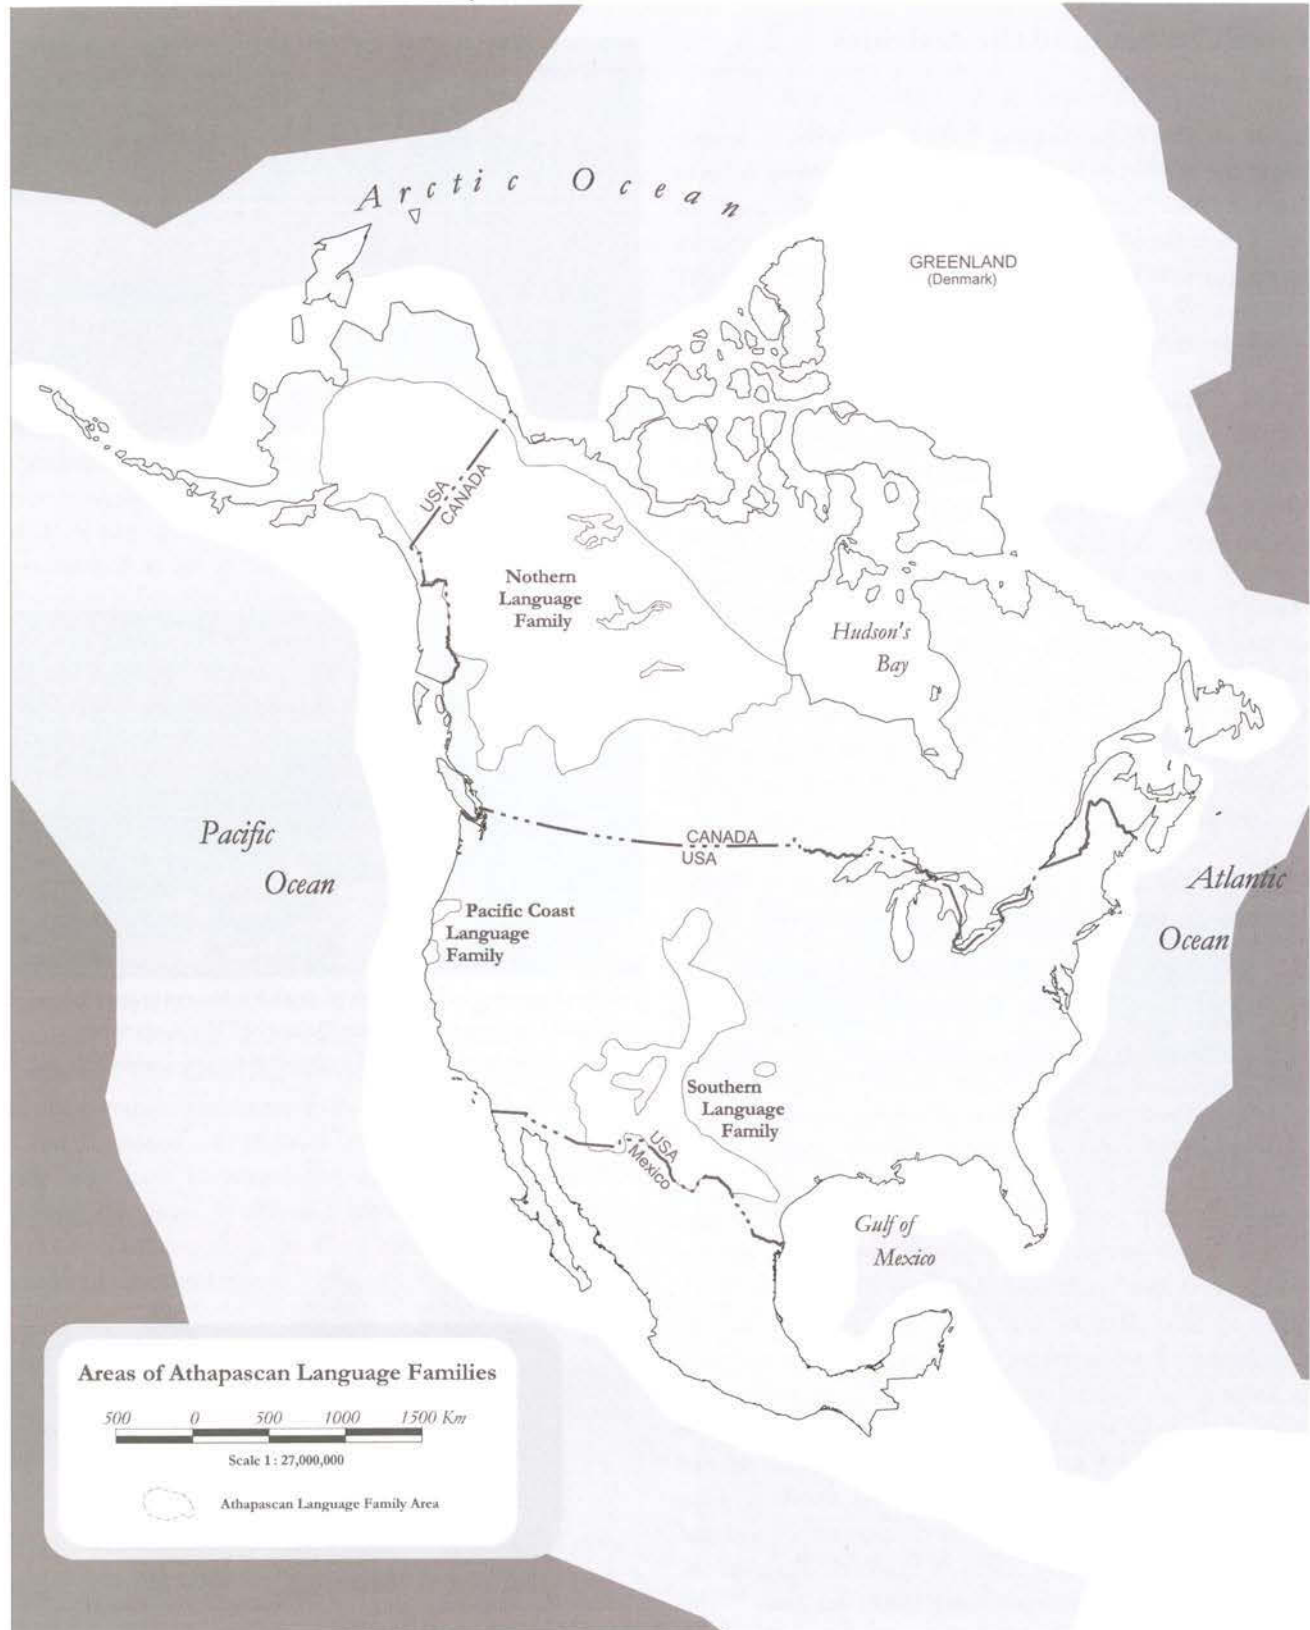 Arctic Ocean
GREENLAND
(Denmark)
USA
CANADA
Nothern
Language
Family
Hudson's
Bay
Pacific
Ocean
CANADA
USA
Atlantic
Ocean
Pacific Coast
Language
Family
Southern
Language
Family
USA
Mexico
Gulf of
Mexico
Areas of Athapascan Language Families
500 0 500 1000 1500 Km
Scale 1 : 27,000,000
Athapascan Language Family Area